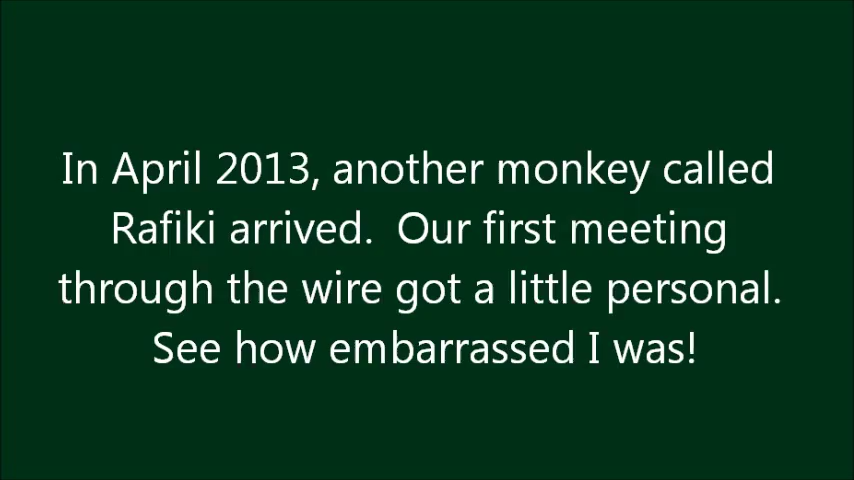 In April 2013, another monkey called
Rafiki arrived.  Our first meeting
through the wire got a little personal.
See how embarrassed I was!